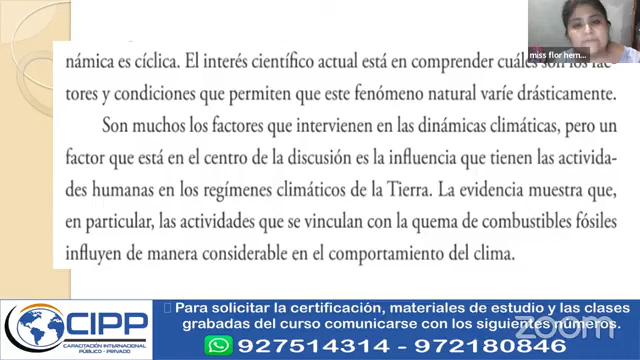 miss flor hern...
námica es cíclica. El interés científico actual está en comprender cuáles son los fac-
tores y condiciones que permiten que este fenómeno natural varíe drásticamente.
Son muchos los factores que intervienen en las dinámicas climáticas, pero un
factor que está en el centro de la discusión es la influencia que tienen las activida-
des humanas en los regímenes climáticos de la Tierra. La evidencia muestra que,
en particular, las actividades que se vinculan con la quema de combustibles fósiles
influyen de manera considerable en el comportamiento del clima.
zoom
CIPP
CAPACITACIÓN INTERNACIONAL
PÚBLICO - PRIVADO
Para solicitar la certificación, materiales de estudio y las clases
grabadas del curso comunicarse con los siguientes números.
927514314 - 972180846